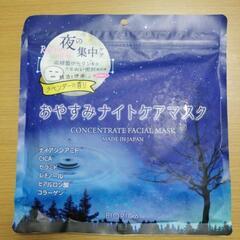 夜の
集中ケア
ラベンダーの香り
おやすみナイトケアマスク
CONCENTRATE FACIAL MASK
MADE IN JAPAN
ナイアシンアミド
CICA
セラミド
レチノール
ヒアルロン酸
コラーゲン